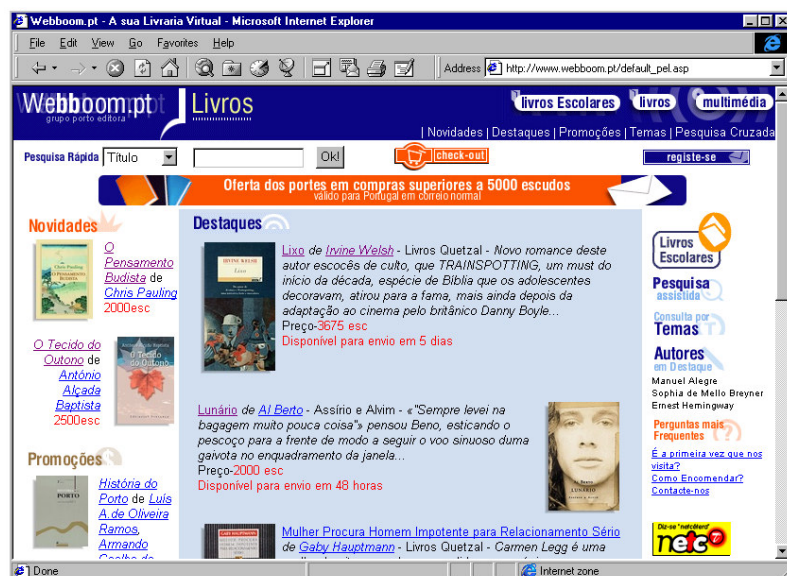 Webboom.pt - A sua Livraria Virtual - Microsoft Internet Explorer
File Edit View Go Favorites Help
Address http://www.webboom.pt/default_pel.asp
Webboom.pt
grupo porto editora
Livros
livros Escolares livros multimédia
| Novidades | Destaques | Promoções | Temas | Pesquisa Cruzada
Pesquisa Rápida Título Ok! check-out registe-se
Oferta dos portes em compras superiores a 5000 escudos
válido para Portugal em correio normal
Novidades
O
Pensamento
Budista de
Chris Pauling
2000esc
O Tecido do
Outono de
António
Alçada
Baptista
2500esc
Promoções
História do
Porto de Luís
A.de Oliveira
Ramos,
Armando
Coelho de
Destaques
Lixo de Irvine Welsh - Livros Quetzal - Novo romance deste
autor escocês de culto, que TRAINSPOTTING, um must do
início da década, espécie de Bíblia que os adolescentes
decoravam, atirou para a fama, mais ainda depois da
adaptação ao cinema pelo britânico Danny Boyle...
Preço-3675 esc
Disponível para envio em 5 dias
Lunário de Al Berto - Assírio e Alvim - «"Sempre levei na
bagagem muito pouca coisa"» pensou Beno, esticando o
pescoço para a frente de modo a seguir o voo sinuoso duma
gaivota no enquadramento da janela...
Preço-2000 esc
Disponível para envio em 48 horas
Mulher Procura Homem Impotente para Relacionamento Sério
de Gaby Hauptmann - Livros Quetzal - Carmen Legg é uma
Livros
Escolares
Pesquisa
assistida
Consulta por
Temas
Autores
em Destaque
Manuel Alegre
Sophia de Mello Breyner
Ernest Hemingway
Perguntas mais
Frequentes
É a primeira vez que nos
visita?
Como Encomendar?
Contacte-nos
Diz-se "netcétera"
netc
Done Internet zone